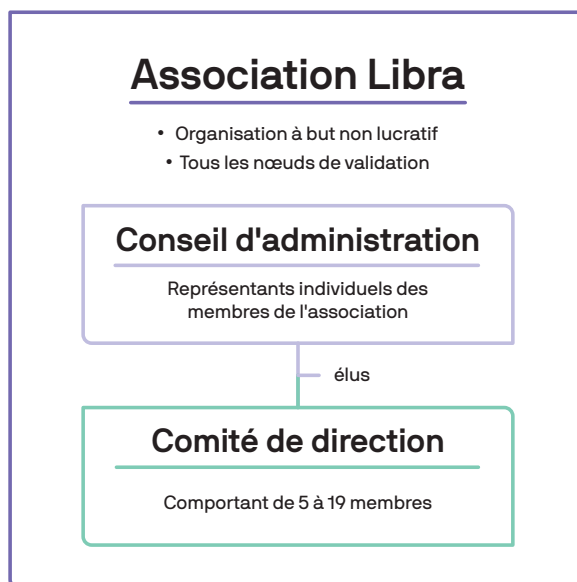 Association Libra
• Organisation à but non lucratif
• Tous les nœuds de validation
Conseil d'administration
Représentants individuels des
membres de l'association
élus
Comité de direction
Comportant de 5 à 19 membres